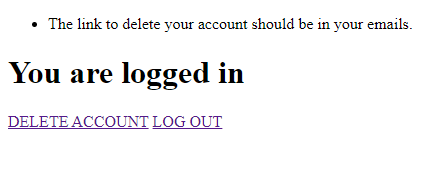 The link to delete your account should be in your emails.
You are logged in
DELETE ACCOUNT LOG OUT